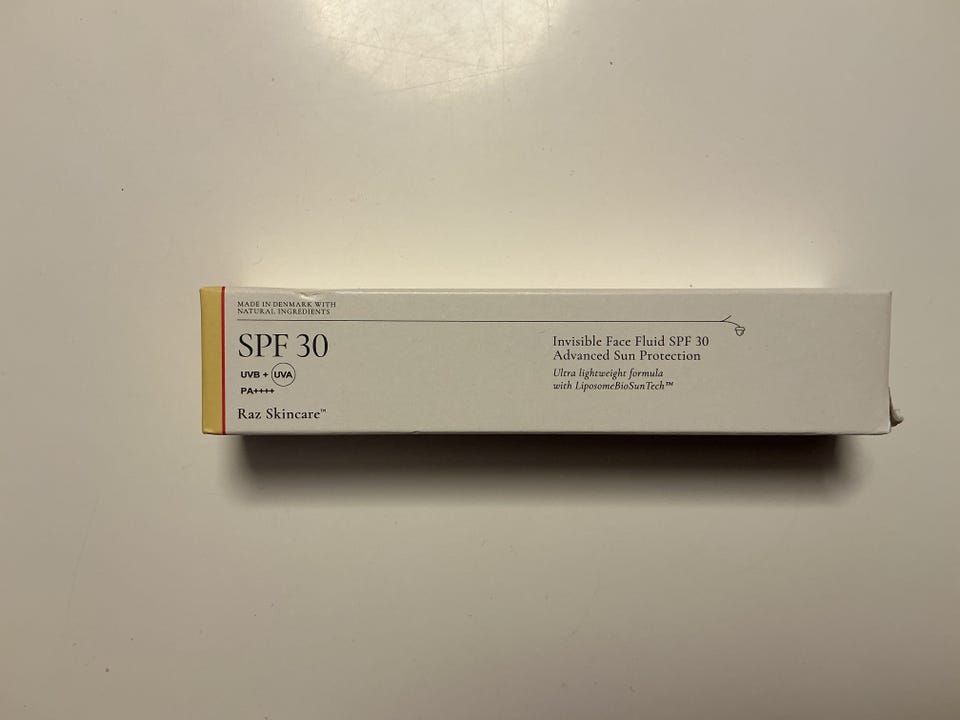 MADE IN DENMARK WITH
NATURAL INGREDIENTS
SPF 30
UVB + UVA
PA++++
Raz Skincare™
Invisible Face Fluid SPF 30
Advanced Sun Protection
Ultra lightweight formula
with LiposomeBioSunTech™